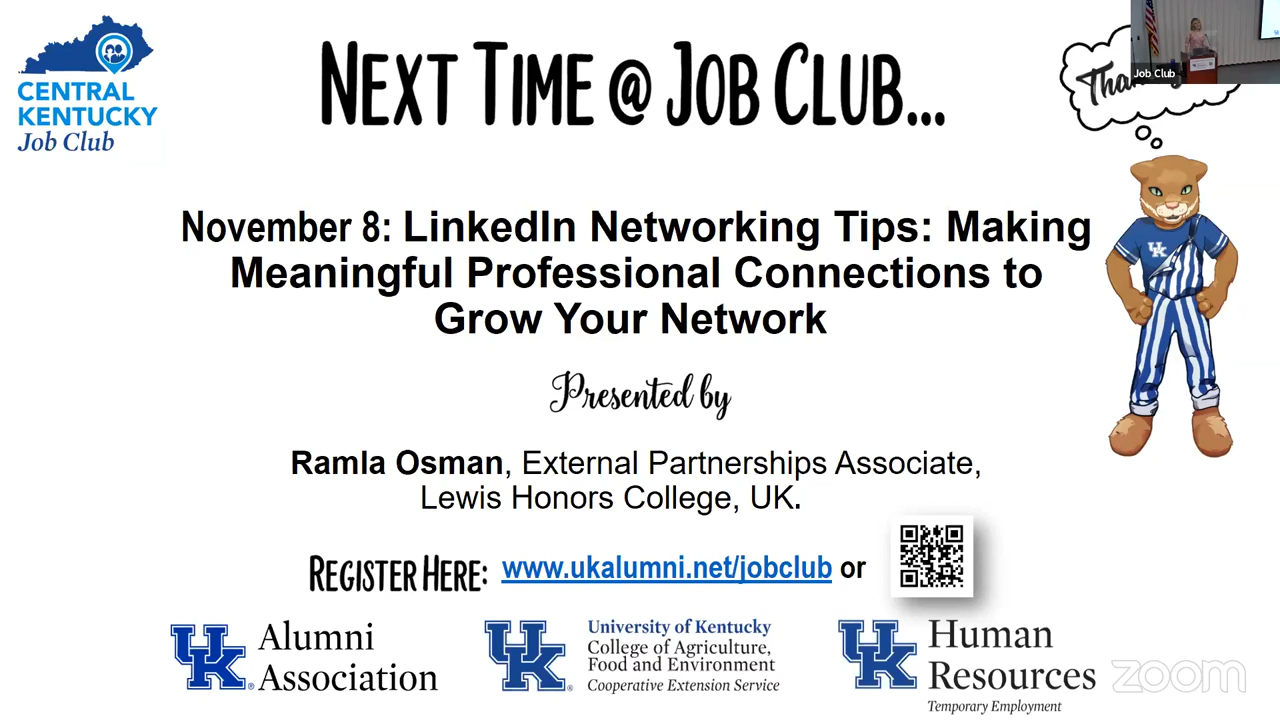 CENTRAL
KENTUCKY
Job Club
NEXT TIME @ JOB CLUB...
Job Club
November 8: LinkedIn Networking Tips: Making
Meaningful Professional Connections to
Grow Your Network
Presented by
UK
Ramla Osman, External Partnerships Associate,
Lewis Honors College, UK.
REGISTER HERE: www.ukalumni.net/jobclub or
UK Alumni
Association
UK University of Kentucky
College of Agriculture,
Food and Environment
Cooperative Extension Service
UK Human
Resources
Temporary Employment
zoom